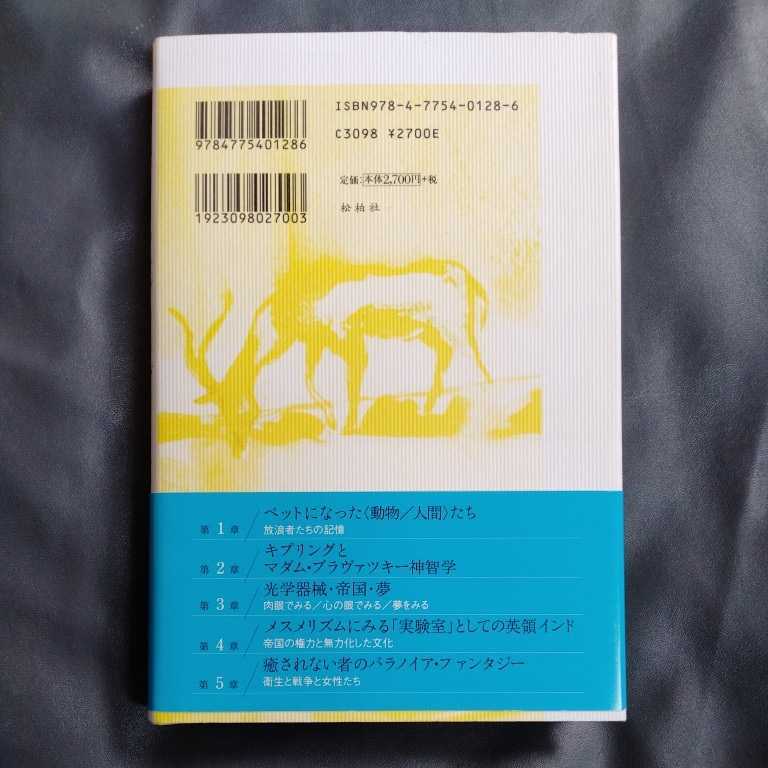 ISBN978-4-7754-0128-6
C3098 ¥2700E
9784775401286
定価:本体2,700円+税
松柏社
1923098027003
第1章 ペットになった〈動物/人間〉たち
放浪者たちの記憶
第2章 キプリングと
マダム・ブラヴァツキー神智学
第3章 光学器械・帝国・夢
肉眼でみる/心の眼でみる/夢をみる
第4章 メスメリズムにみる「実験室」としての英領インド
帝国の権力と無力化した文化
第5章 癒されない者のパラノイア・ファンタジー
衛生と戦争と女性たち